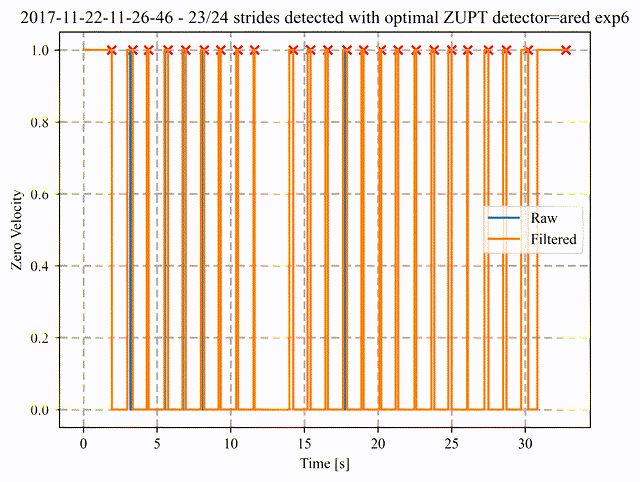 2017-11-22-11-26-46 - 23/24 strides detected with optimal ZUPT detector=ared exp6
1.0
0.8
0.6
0.4
0.2
0.0
Zero Velocity
Raw
Filtered
0 5 10 15 20 25 30
Time [s]